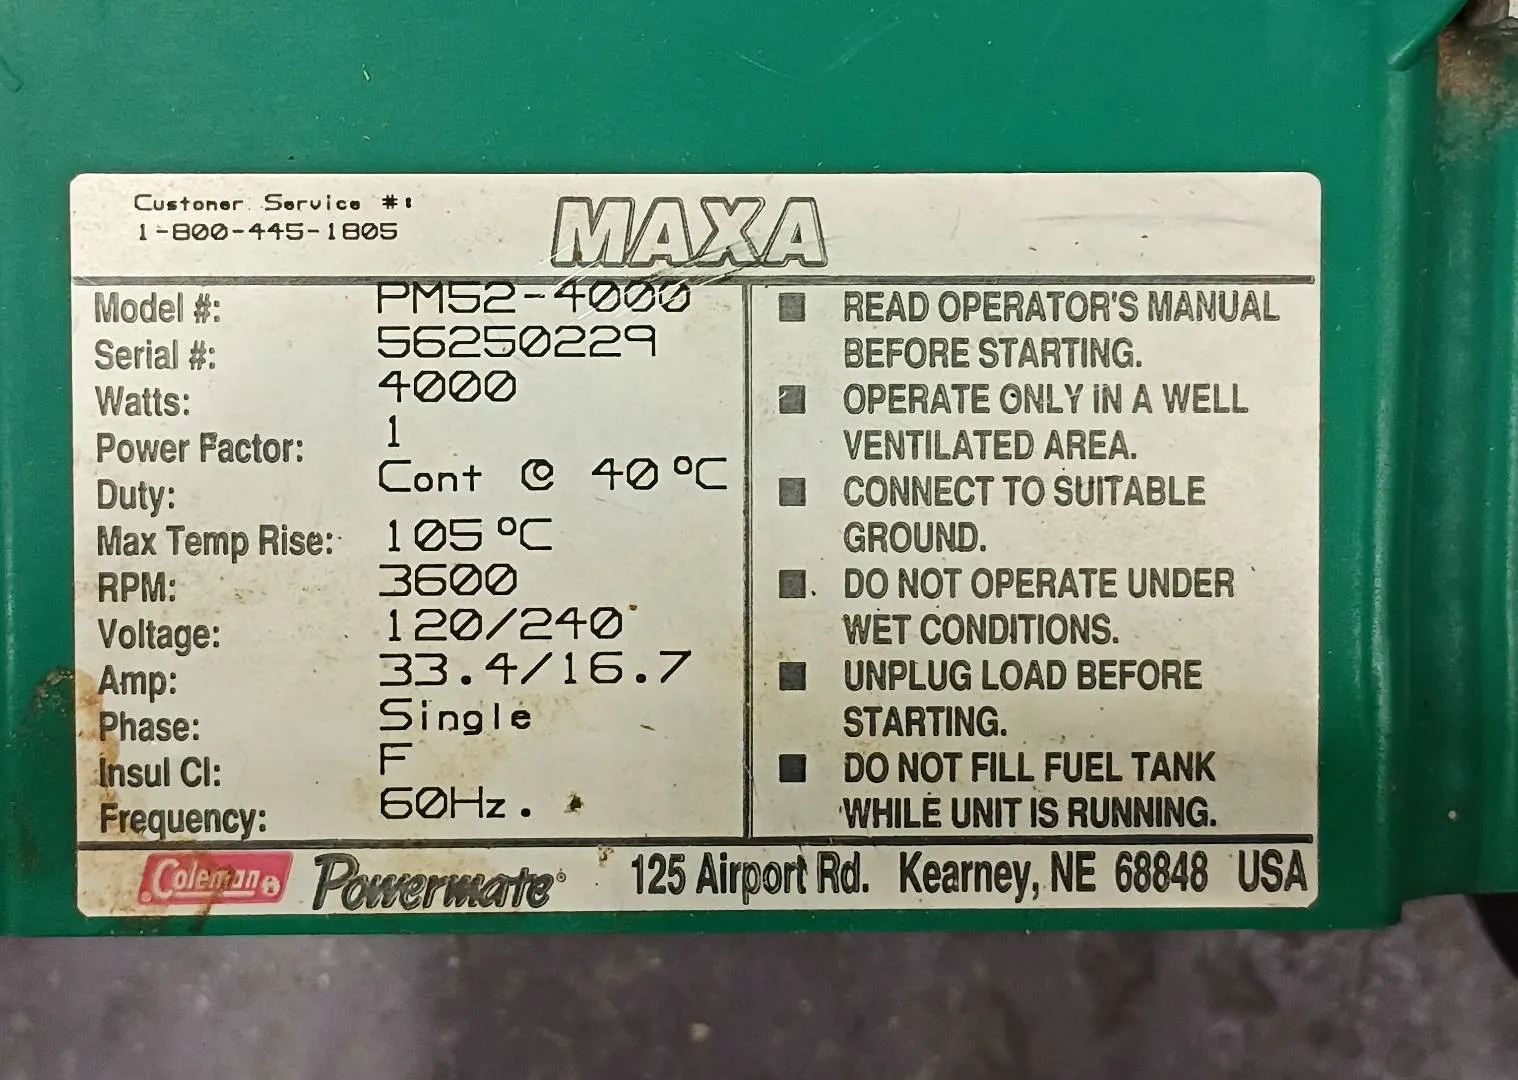 Customer Service #:
1-800-445-1805
MAXA
Model #: PM52-4000
Serial #: 56250229
Watts: 4000
Power Factor: 1
Duty: Cont @ 40°C
Max Temp Rise: 105°C
RPM: 3600
Voltage: 120/240
Amp: 33.4/16.7
Phase: Single
Insul Cl: F
Frequency: 60Hz.
■ READ OPERATOR'S MANUAL
BEFORE STARTING.
■ OPERATE ONLY IN A WELL
VENTILATED AREA.
■ CONNECT TO SUITABLE
GROUND.
■ DO NOT OPERATE UNDER
WET CONDITIONS.
■ UNPLUG LOAD BEFORE
STARTING.
■ DO NOT FILL FUEL TANK
WHILE UNIT IS RUNNING.
Coleman Powermate® 125 Airport Rd. Kearney, NE 68848 USA